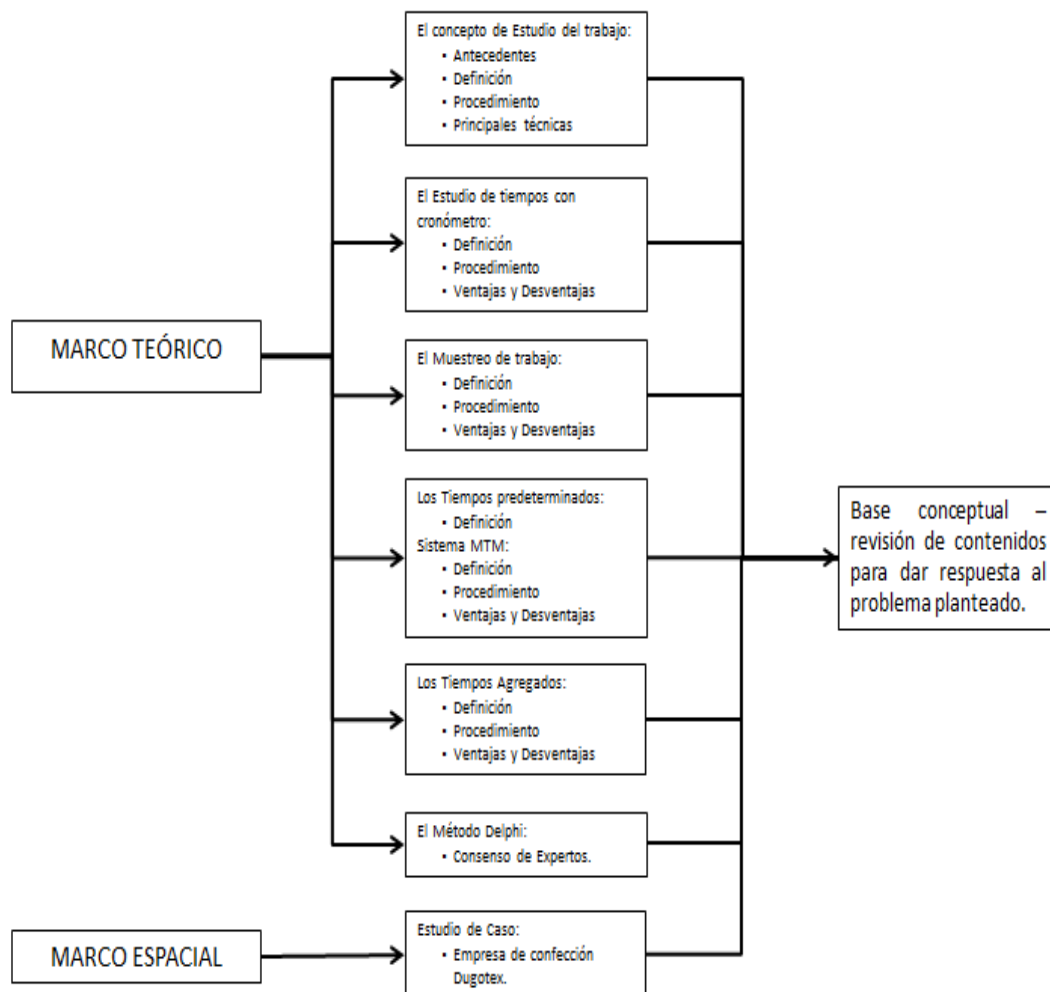 El concepto de Estudio del trabajo:
• Antecedentes
• Definición
• Procedimiento
• Principales técnicas
El Estudio de tiempos con
cronómetro:
• Definición
• Procedimiento
• Ventajas y Desventajas
MARCO TEÓRICO
El Muestreo de trabajo:
• Definición
• Procedimiento
• Ventajas y Desventajas
Los Tiempos predeterminados:
• Definición
Sistema MTM:
• Definición
• Procedimiento
• Ventajas y Desventajas
Base conceptual –
revisión de contenidos
para dar respuesta al
problema planteado.
Los Tiempos Agregados:
• Definición
• Procedimiento
• Ventajas y Desventajas
El Método Delphi:
• Consenso de Expertos.
MARCO ESPACIAL
Estudio de Caso:
• Empresa de confección
Dugotex.